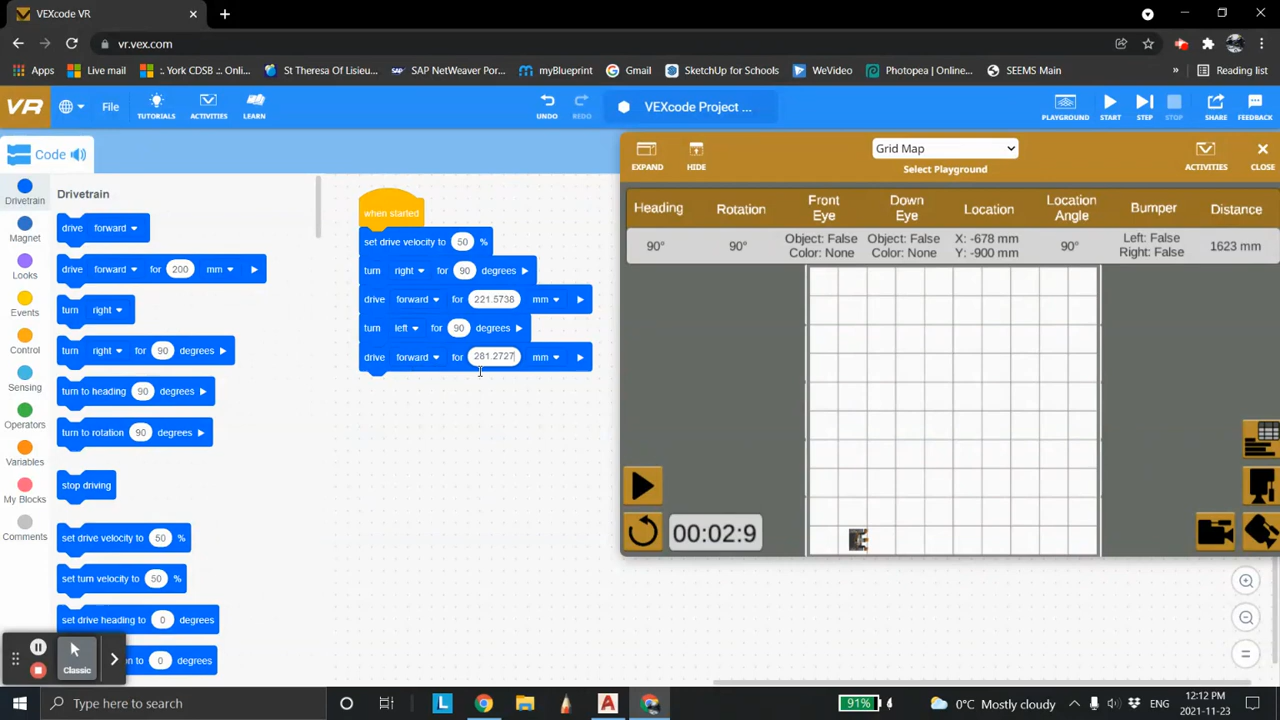 VEXcode VR
vr.vex.com
Apps
Live mail
:. York CDSB :. Onli...
St Theresa Of Lisieu...
SAP NetWeaver Por...
myBlueprint
Gmail
SketchUp for Schools
WeVideo
Photopea | Online...
SEEMS Main
»
Reading list
VR
File
TUTORIALS
ACTIVITIES
LEARN
UNDO
REDO
VEXcode Project ...
PLAYGROUND
START
STEP
STOP
SHARE
FEEDBACK
Code
EXPAND
HIDE
Grid Map
Select Playground
ACTIVITIES
CLOSE
Drivetrain
Magnet
Looks
Events
Control
Sensing
Operators
Variables
My Blocks
Comments
Drivetrain
drive forward
drive forward for 200 mm
turn right
turn right for 90 degrees
turn to heading 90 degrees
turn to rotation 90 degrees
stop driving
set drive velocity to 50 %
set turn velocity to 50 %
set drive heading to 0 degrees
on to 0 degrees
when started
set drive velocity to 50 %
turn right for 90 degrees
drive forward for 221.5738 mm
turn left for 90 degrees
drive forward for 281.2727 mm
Heading Rotation Front Eye Down Eye Location Location Angle Bumper Distance
90° 90° Object: False Color: None Object: False Color: None X: -678 mm Y: -900 mm 90° Left: False Right: False 1623 mm
00:02:9
Classic
Type here to search
91%
0°C Mostly cloudy
ENG
12:12 PM
2021-11-23